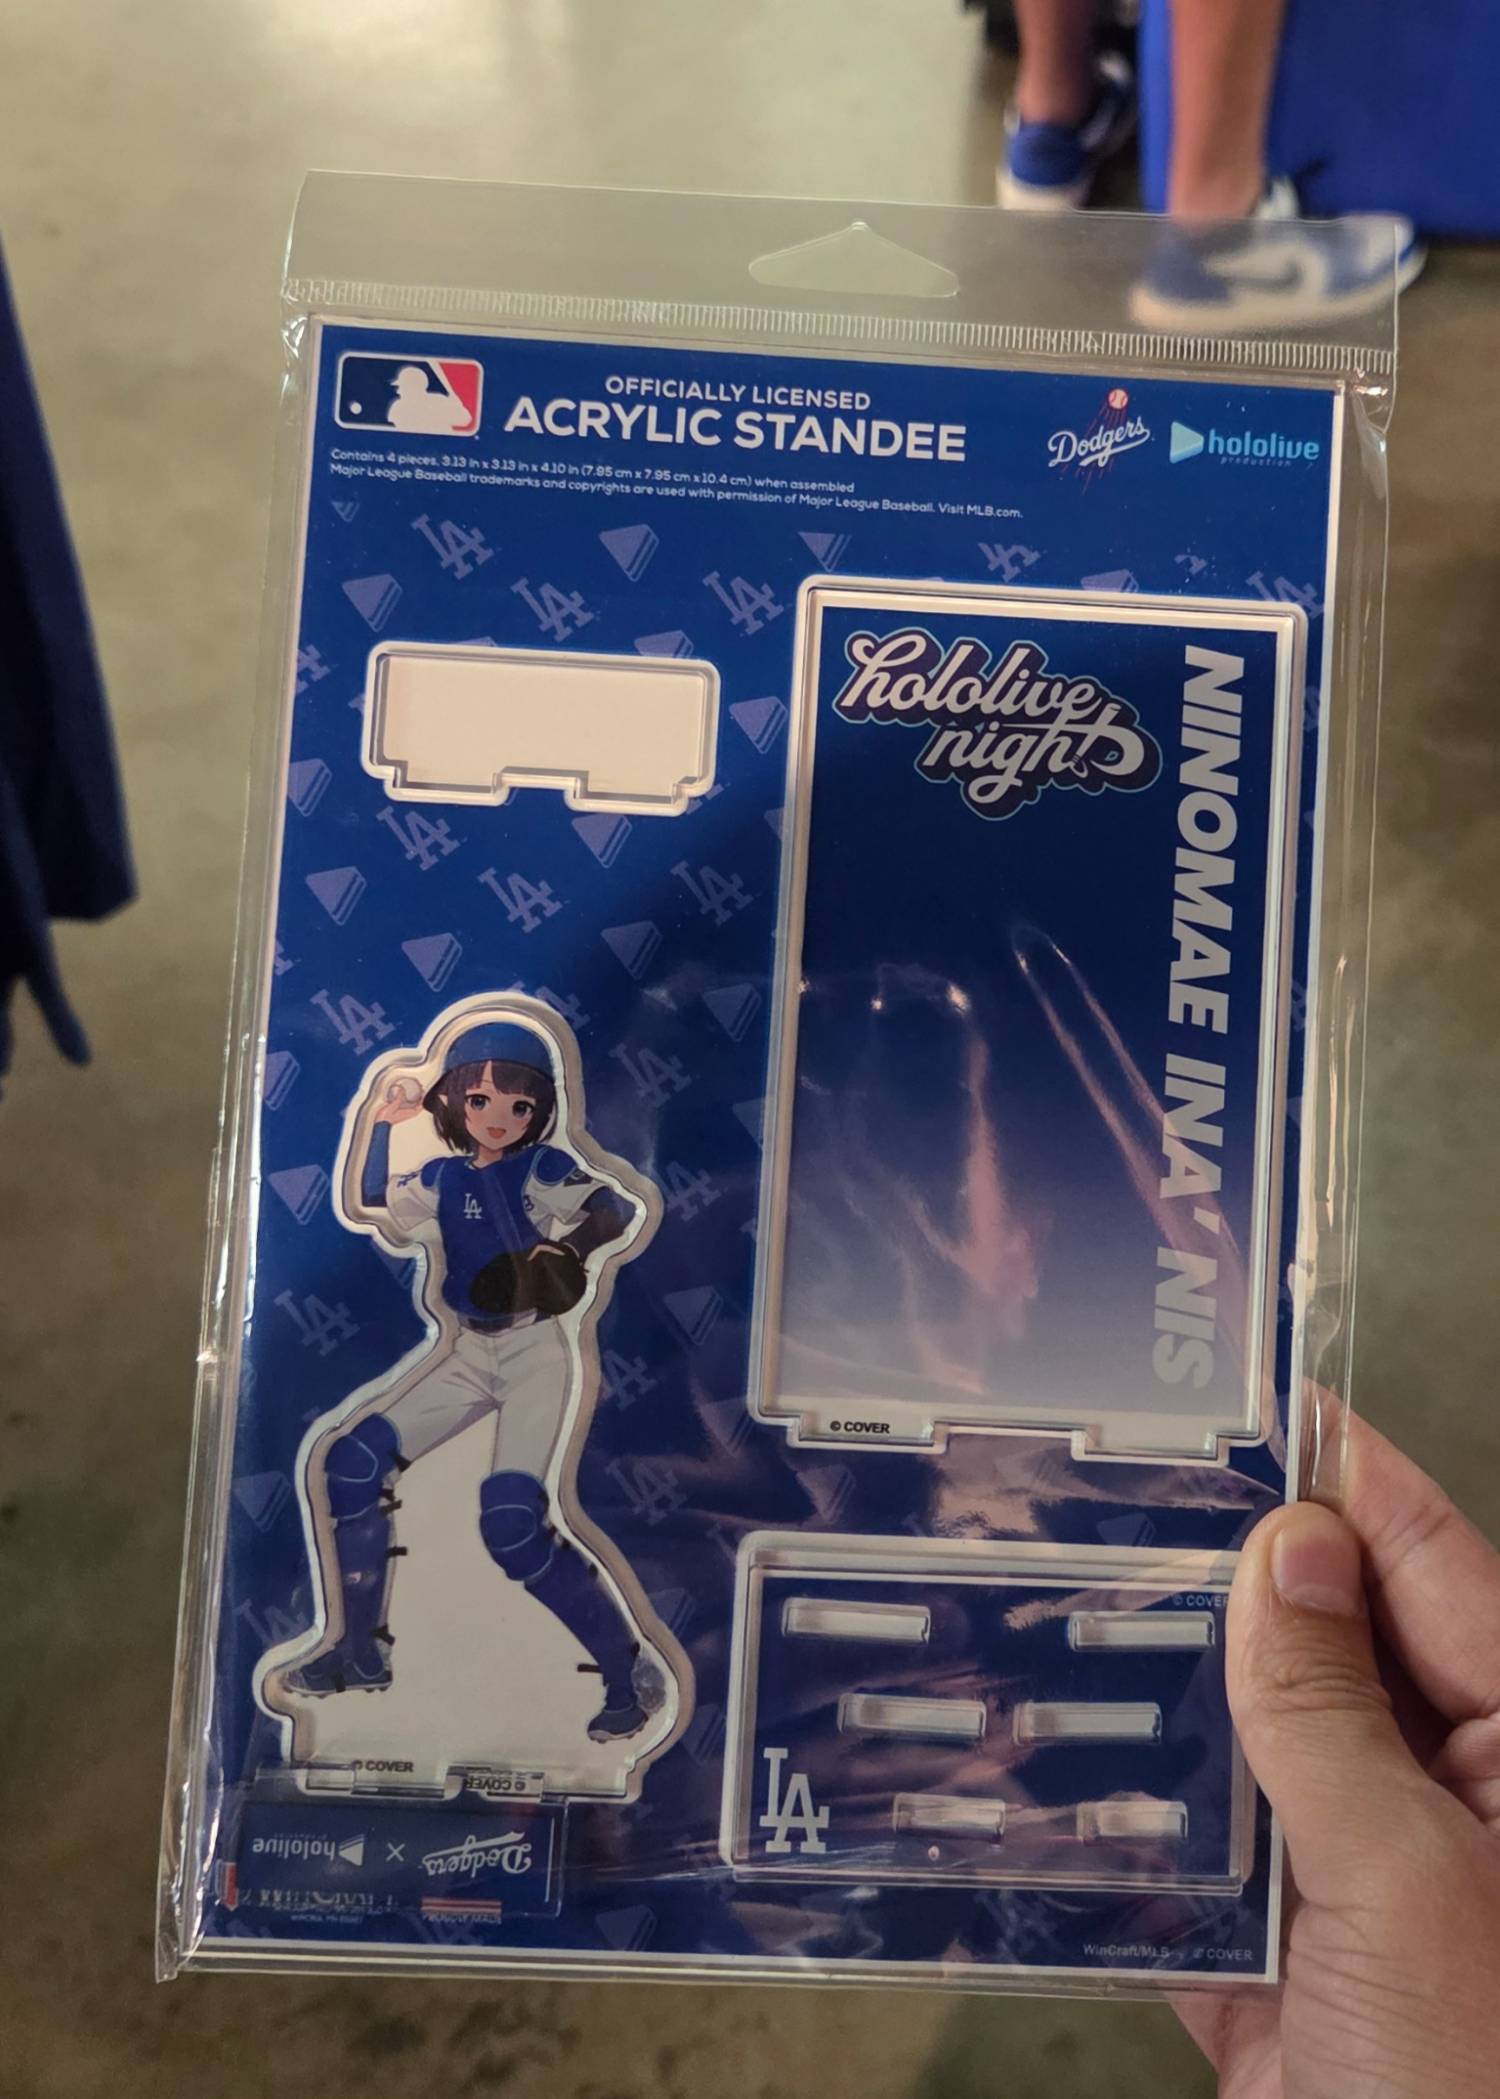 OFFICIALLY LICENSED
ACRYLIC STANDEE
Dodgers
hololive
production
Contains 4 pieces. 3.13 in x 3.13 in x 4.10 in (7.95 cm x 7.95 cm x 10.4 cm) when assembled
Major League Baseball trademarks and copyrights are used with permission of Major League Baseball. Visit MLB.com.
hololive
night
NINOMAE INA'NIS
LA
© COVER
© COVER
LA
© COVER
© COVER
hololive × Dodgers
WinCraft/MLS
© COVER